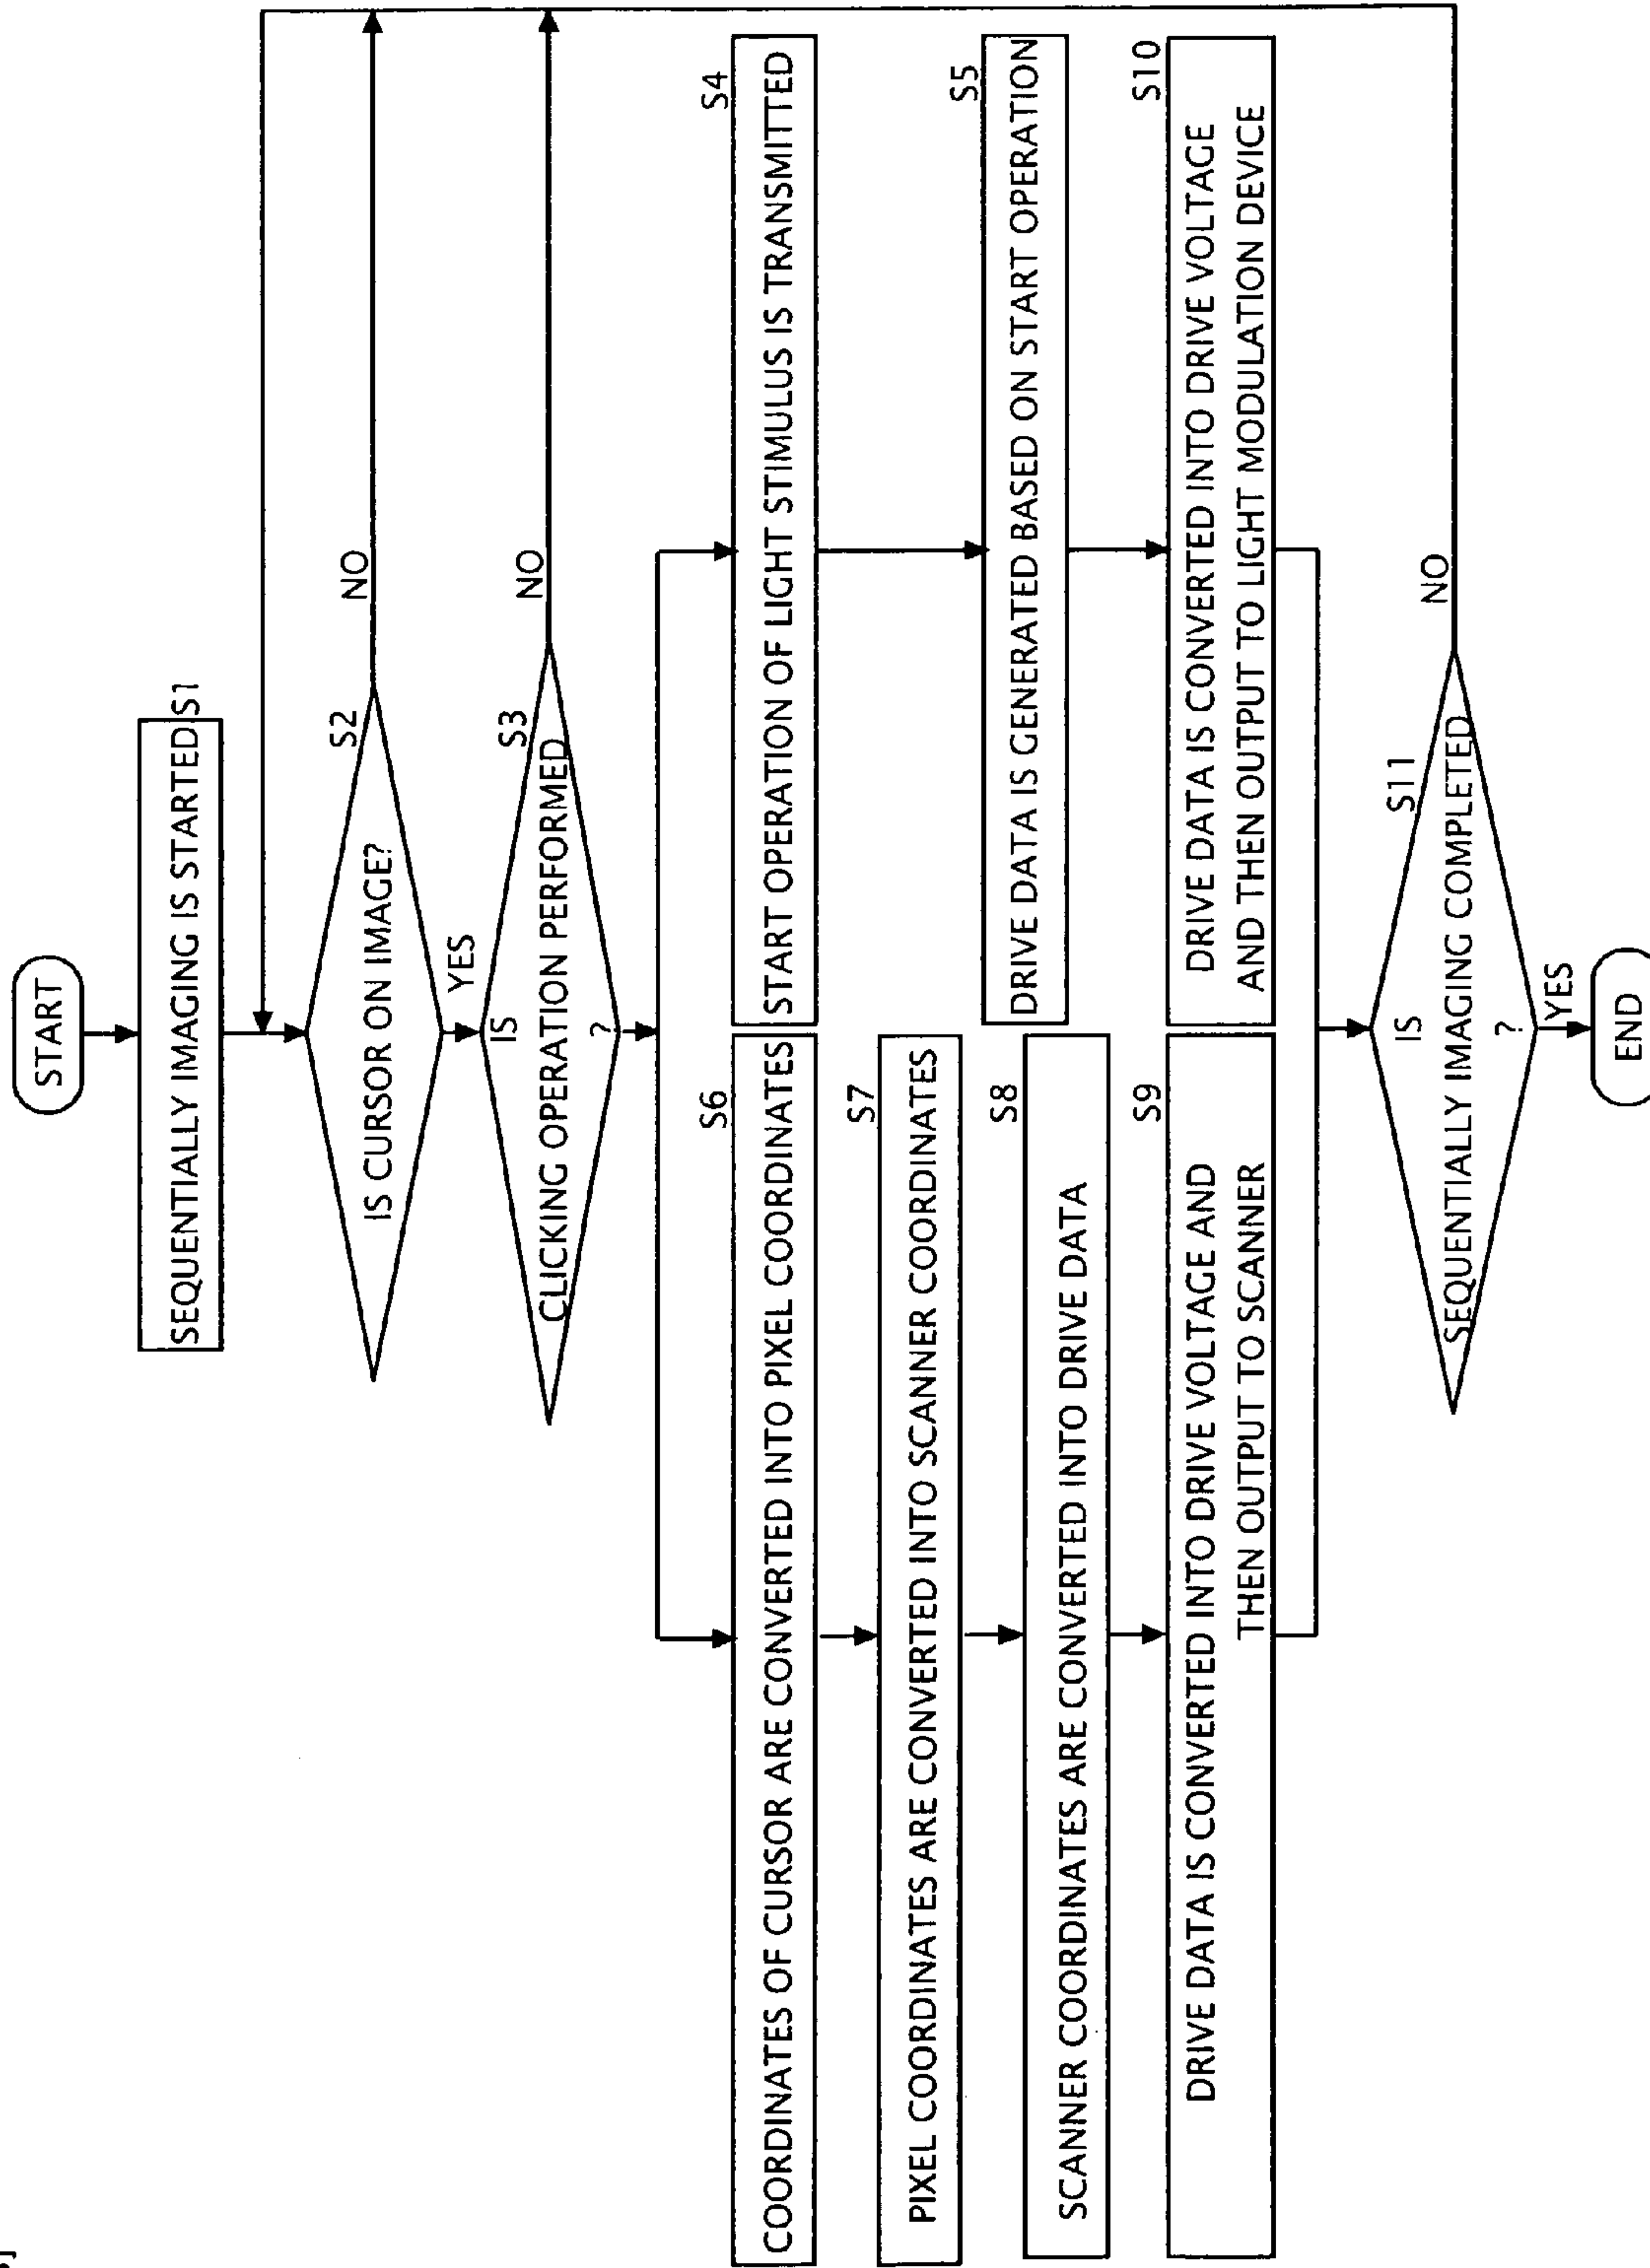 START
SEQUENTIALLY IMAGING IS STARTED S1
S2
IS CURSOR ON IMAGE?
NO
YES
S3
IS
CLICKING OPERATION PERFORMED
?
NO
S6
COORDINATES OF CURSOR ARE CONVERTED INTO PIXEL COORDINATES
S7
PIXEL COORDINATES ARE CONVERTED INTO SCANNER COORDINATES
S8
SCANNER COORDINATES ARE CONVERTED INTO DRIVE DATA
S9
DRIVE DATA IS CONVERTED INTO DRIVE VOLTAGE AND
THEN OUTPUT TO SCANNER
S4
START OPERATION OF LIGHT STIMULUS IS TRANSMITTED
S5
DRIVE DATA IS GENERATED BASED ON START OPERATION
S10
DRIVE DATA IS CONVERTED INTO DRIVE VOLTAGE
AND THEN OUTPUT TO LIGHT MODULATION DEVICE
S11
IS
SEQUENTIALLY IMAGING COMPLETED
?
NO
YES
END